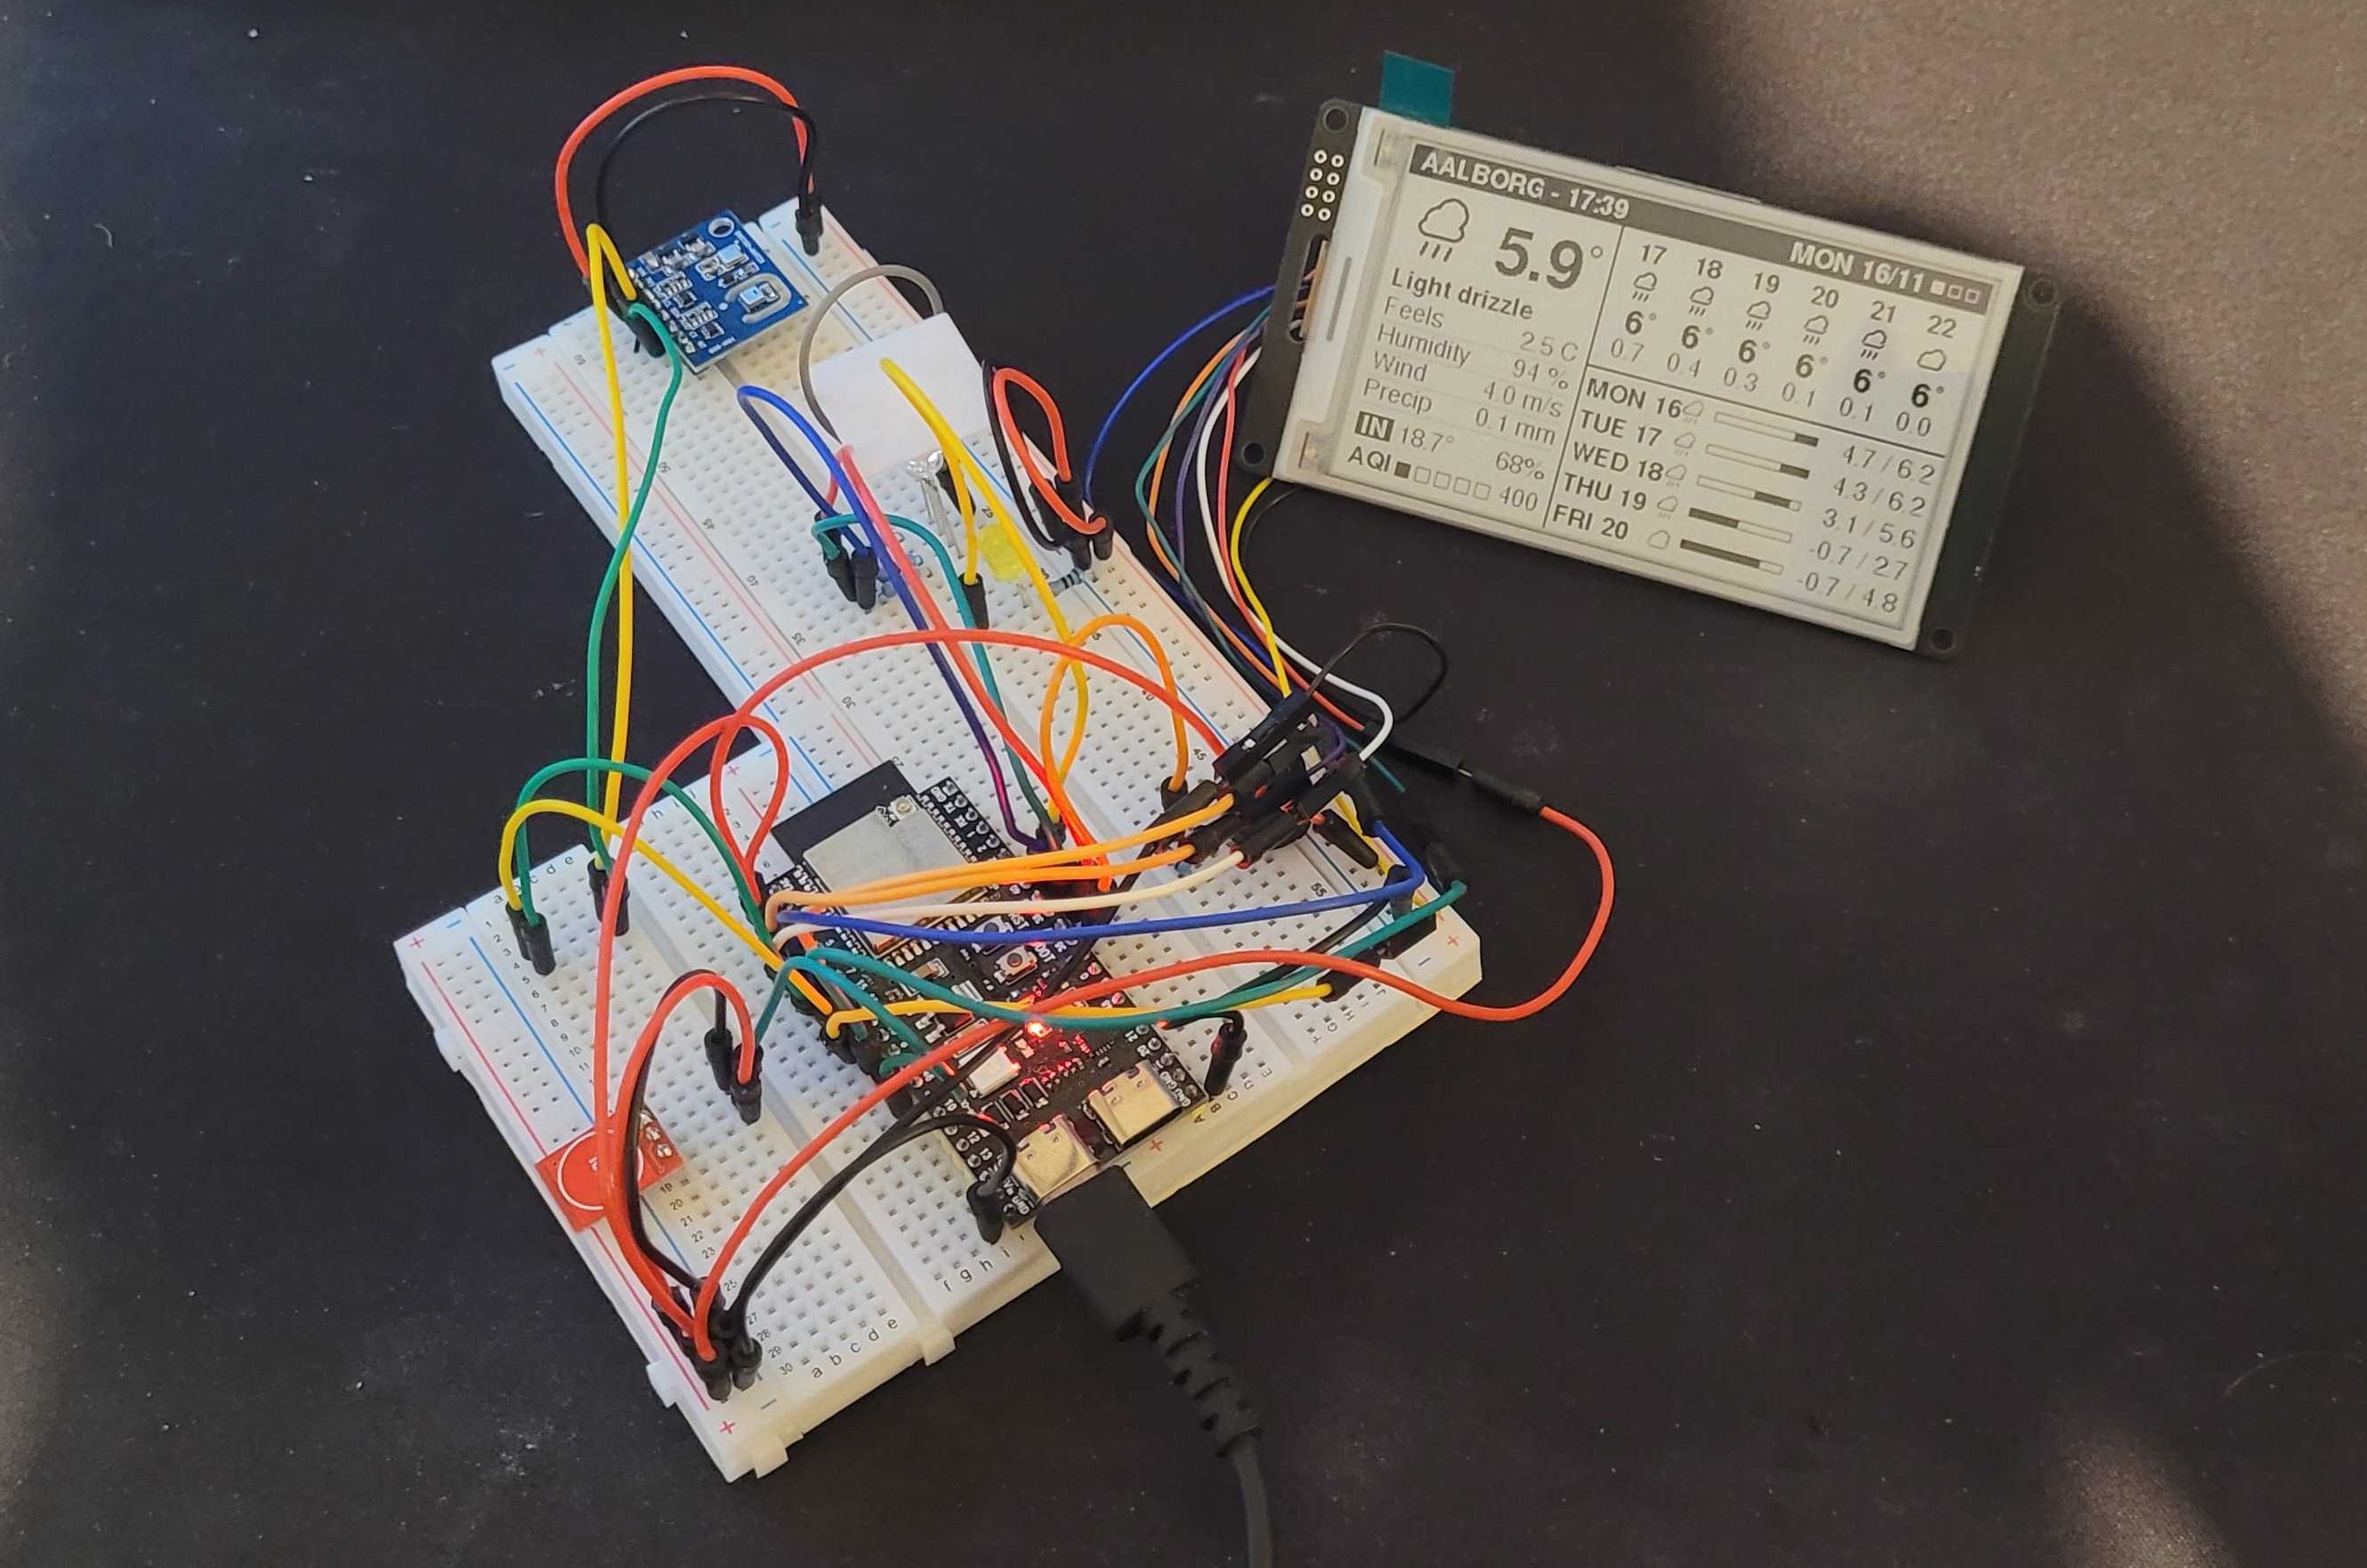 AALBORG - 17:39
MON 16/11
5.9°
Light drizzle
Feels 2.5 C
Humidity 94 %
Wind 4.0 m/s
Precip 0.1 mm
IN 18.7° 68%
AQI 400
17 18 19 20 21 22
6° 6° 6° 6° 6° 6°
0.7 0.4 0.3 0.1 0.1 0.0
MON 16 4.7 / 6.2
TUE 17 4.3 / 6.2
WED 18 3.1 / 5.6
THU 19 -0.7 / 2.7
FRI 20 -0.7 / 4.8